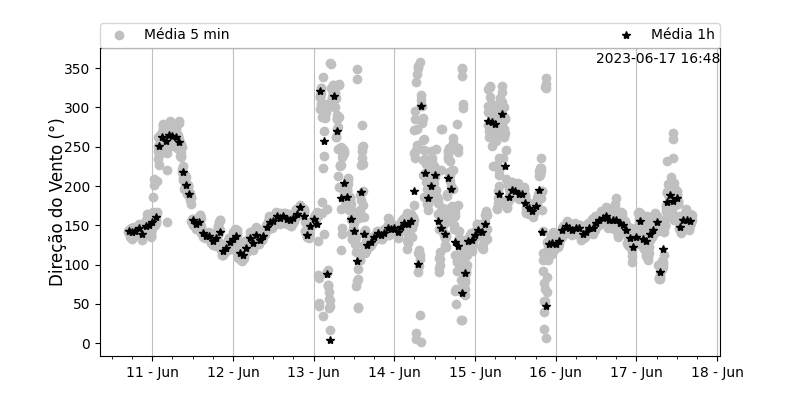 Média 5 min
Média 1h
2023-06-17 16:48
Direção do Vento (°)
350
300
250
200
150
100
50
0
11 - Jun
12 - Jun
13 - Jun
14 - Jun
15 - Jun
16 - Jun
17 - Jun
18 - Jun